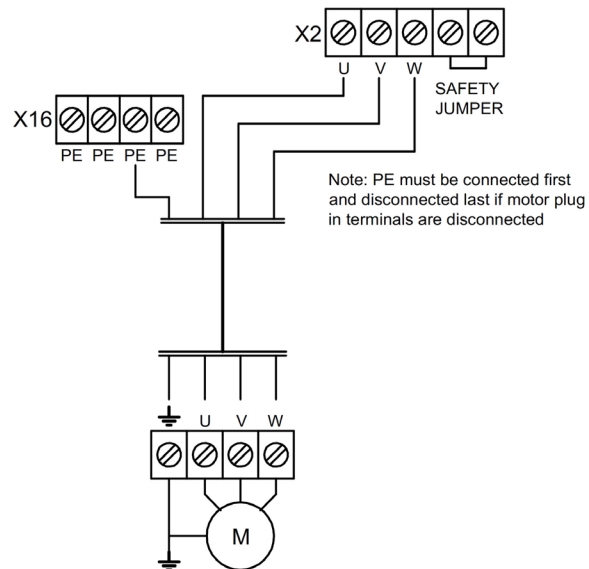 X2
U V W
SAFETY
JUMPER
X16
PE PE PE PE
Note: PE must be connected first
and disconnected last if motor plug
in terminals are disconnected
U V W
M